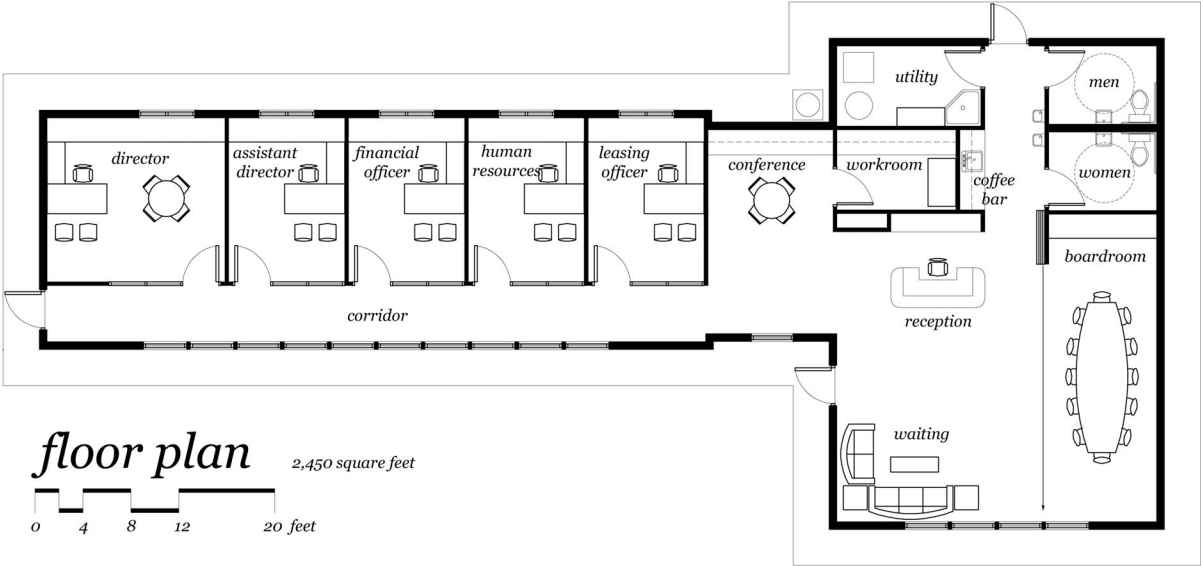 utility
men
director
assistant
director
financial
officer
human
resources
leasing
officer
conference
workroom
coffee
bar
women
boardroom
corridor
reception
waiting
floor plan
2,450 square feet
0 4 8 12 20 feet